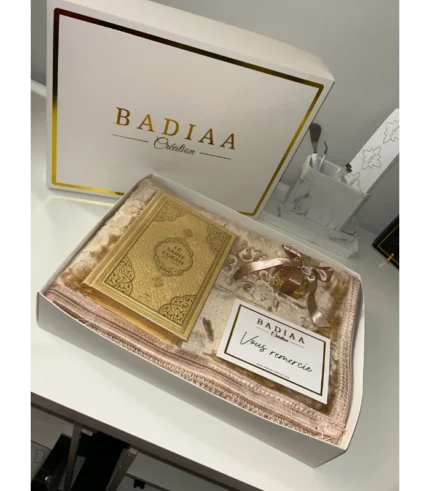 BADIAA
Création
LE
SAINT
CORAN
BADIAA
Création
Vous remercie